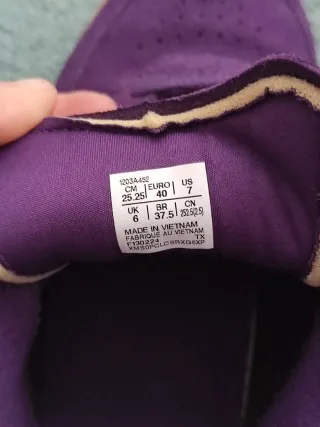 1203A452
CM EURO US
25.25 40 7
UK BR CN
6 37.5 252.5(2.5)
MADE IN VIETNAM
FABRIQUE AU VIETNAM
F130224 TX